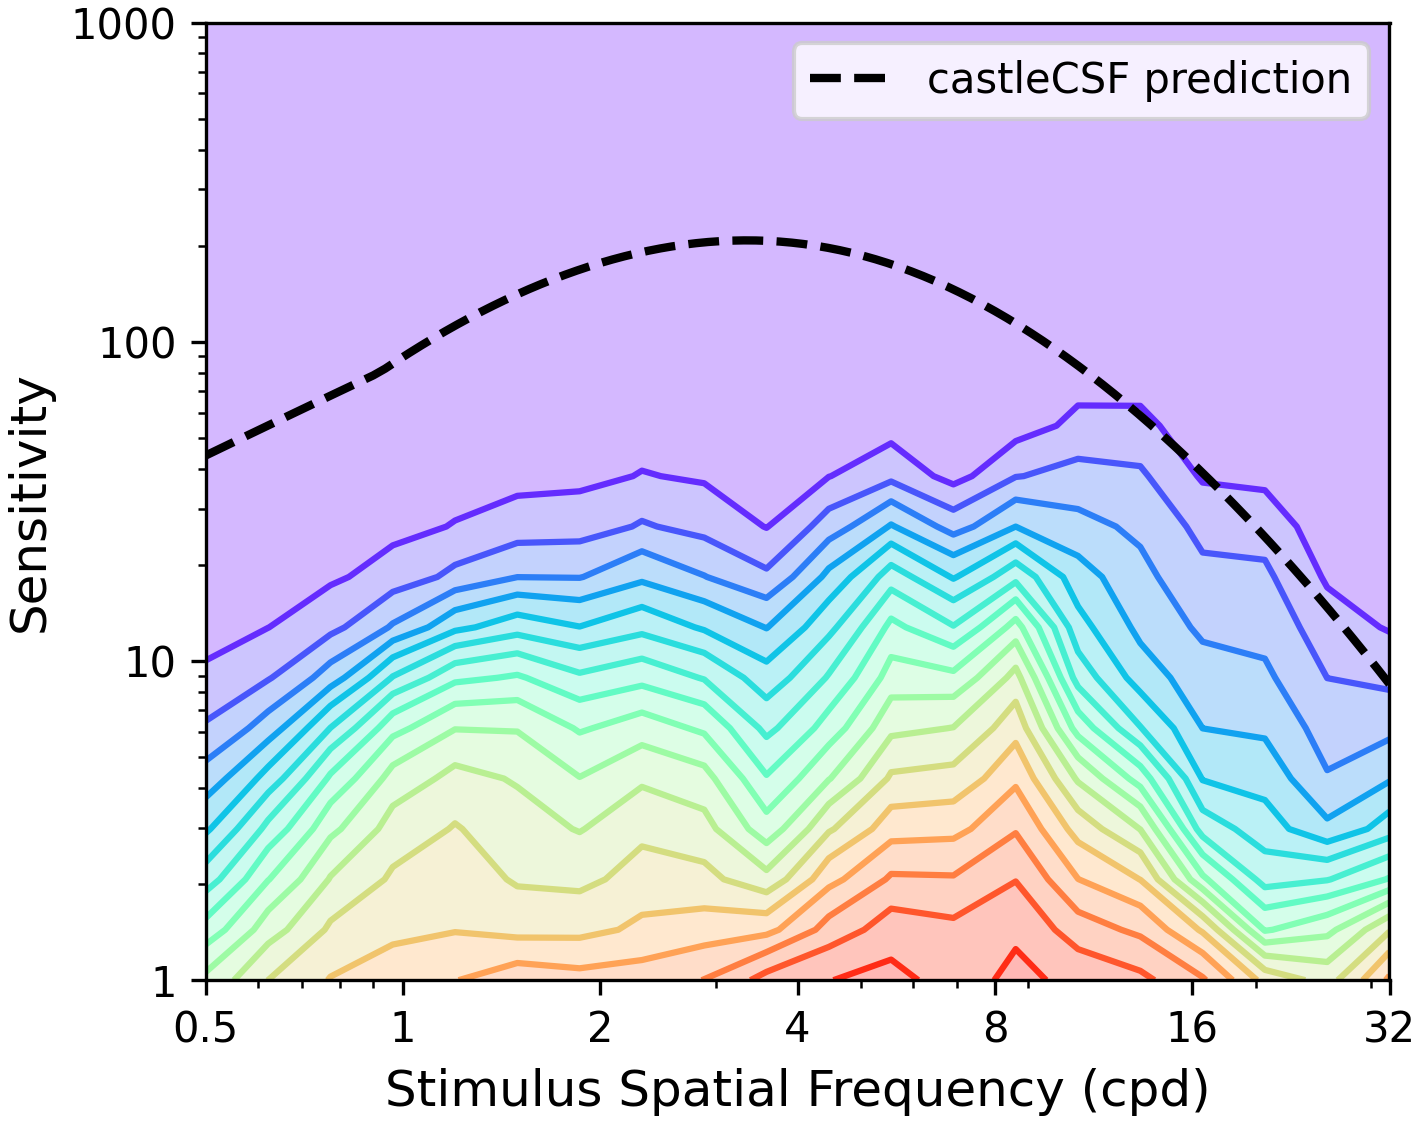 1000
100
10
1
Sensitivity
castleCSF prediction
0.5 1 2 4 8 16 32
Stimulus Spatial Frequency (cpd)